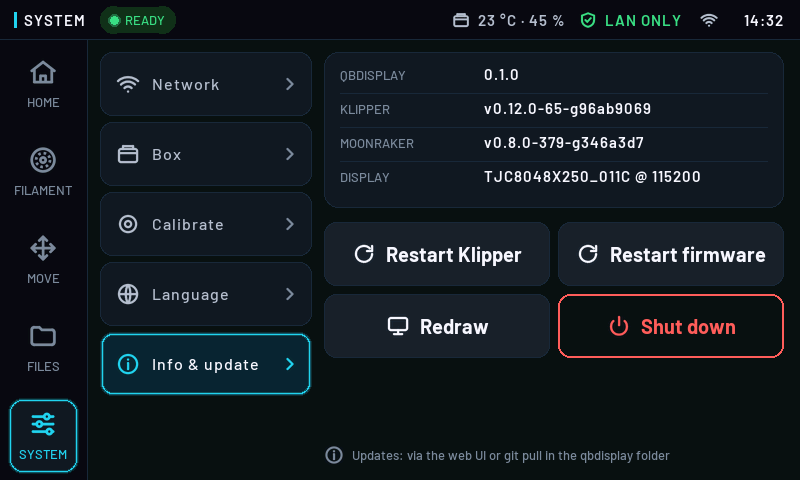 SYSTEM
READY
23 °C · 45 %
LAN ONLY
14:32
HOME
FILAMENT
MOVE
FILES
SYSTEM
Network
Box
Calibrate
Language
Info & update
QBDISPLAY 0.1.0
KLIPPER v0.12.0-65-g96ab9069
MOONRAKER v0.8.0-379-g346a3d7
DISPLAY TJC8048X250_011C @ 115200
Restart Klipper
Restart firmware
Redraw
Shut down
Updates: via the web UI or git pull in the qbdisplay folder